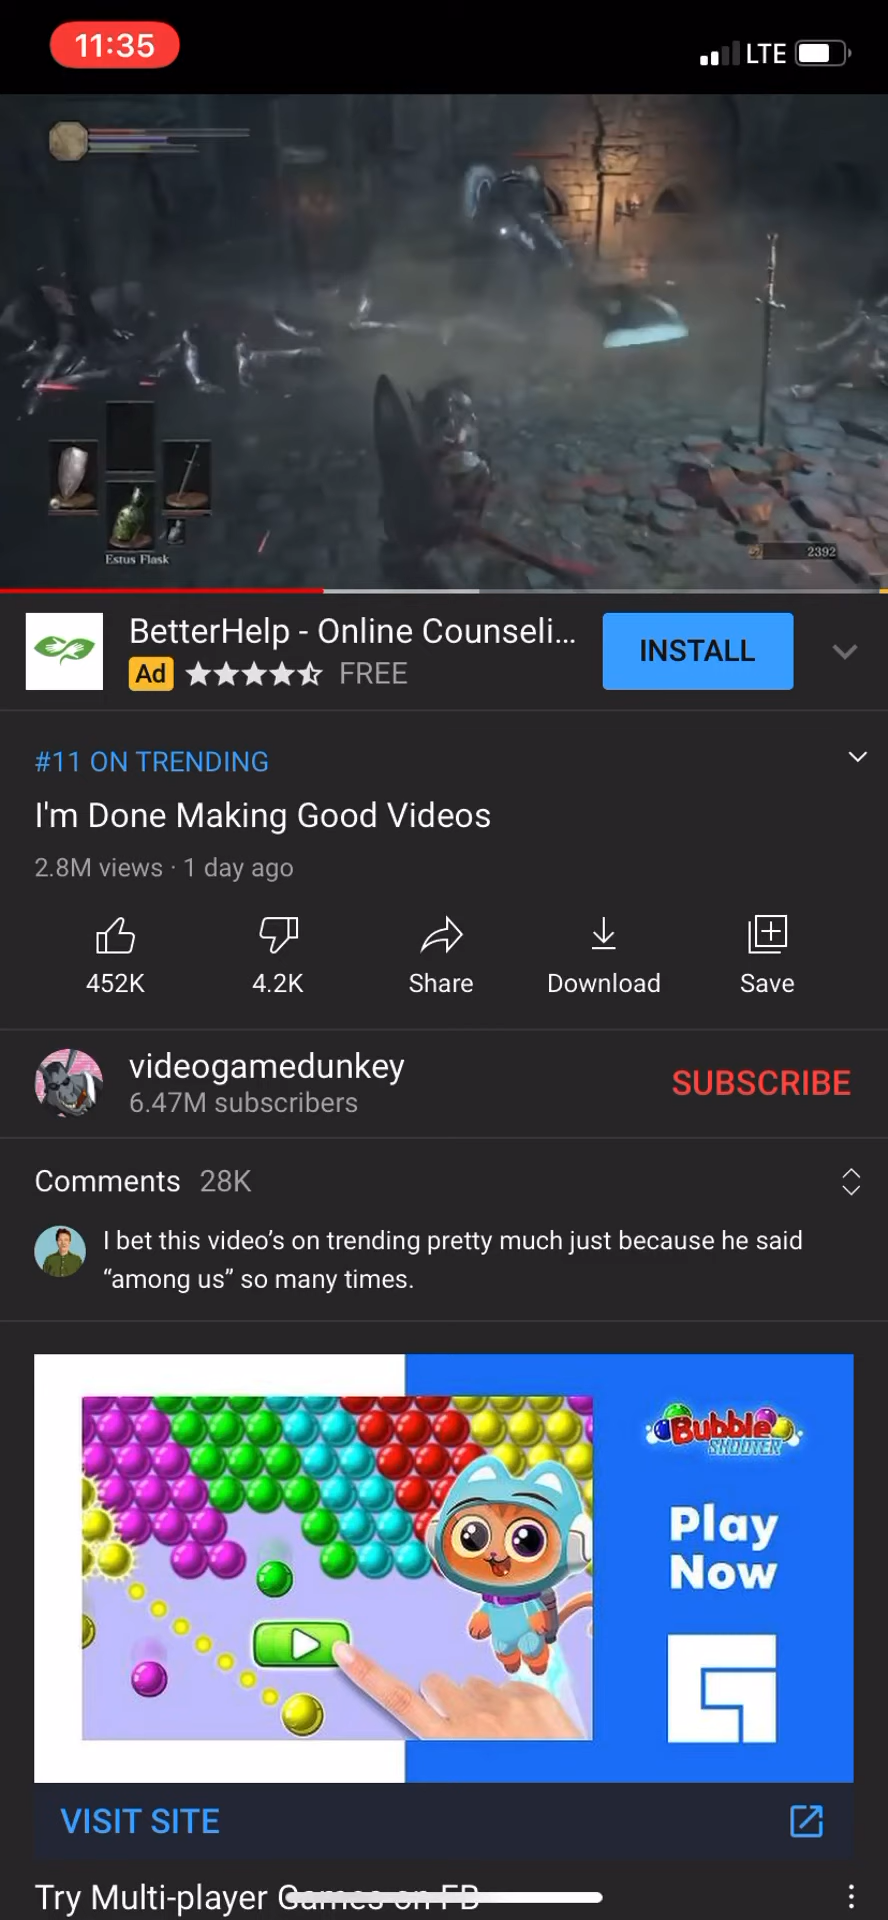 11:35
LTE
Estus Flask
2392
BetterHelp - Online Counseli...
Ad
FREE
INSTALL
#11 ON TRENDING
I'm Done Making Good Videos
2.8M views · 1 day ago
452K
4.2K
Share
Download
Save
videogamedunkey
6.47M subscribers
SUBSCRIBE
Comments 28K
I bet this video’s on trending pretty much just because he said
“among us” so many times.
Bubble
SHOOTER
Play
Now
VISIT SITE
Try Multi-player Games on FB